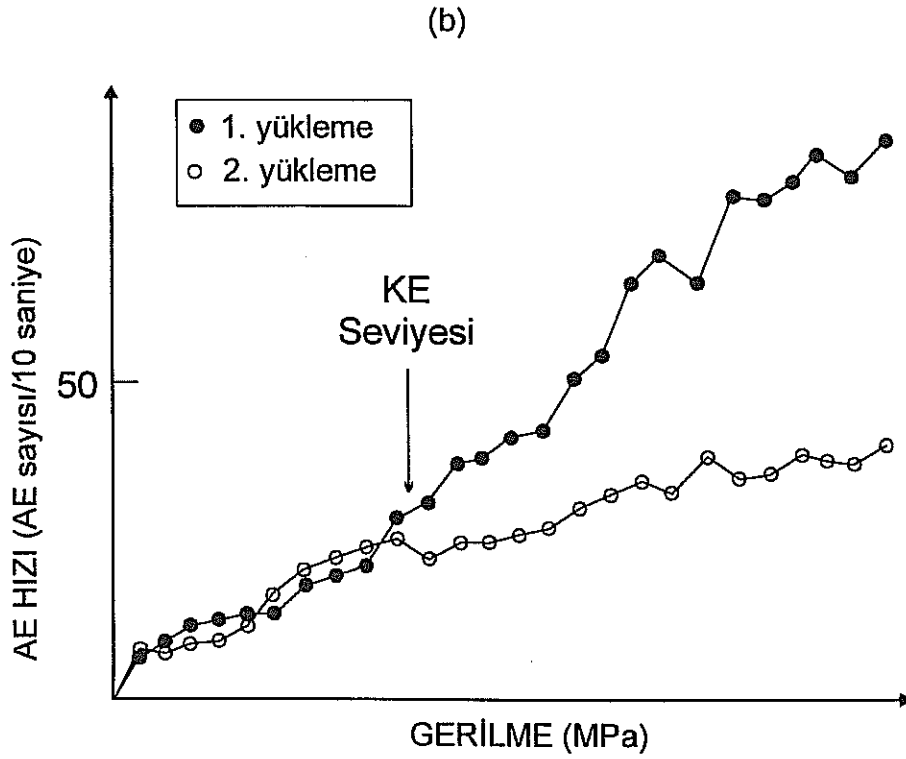 (b)
1. yükleme
2. yükleme
KE
Seviyesi
50
AE HIZI (AE sayısı/10 saniye)
GERİLME (MPa)